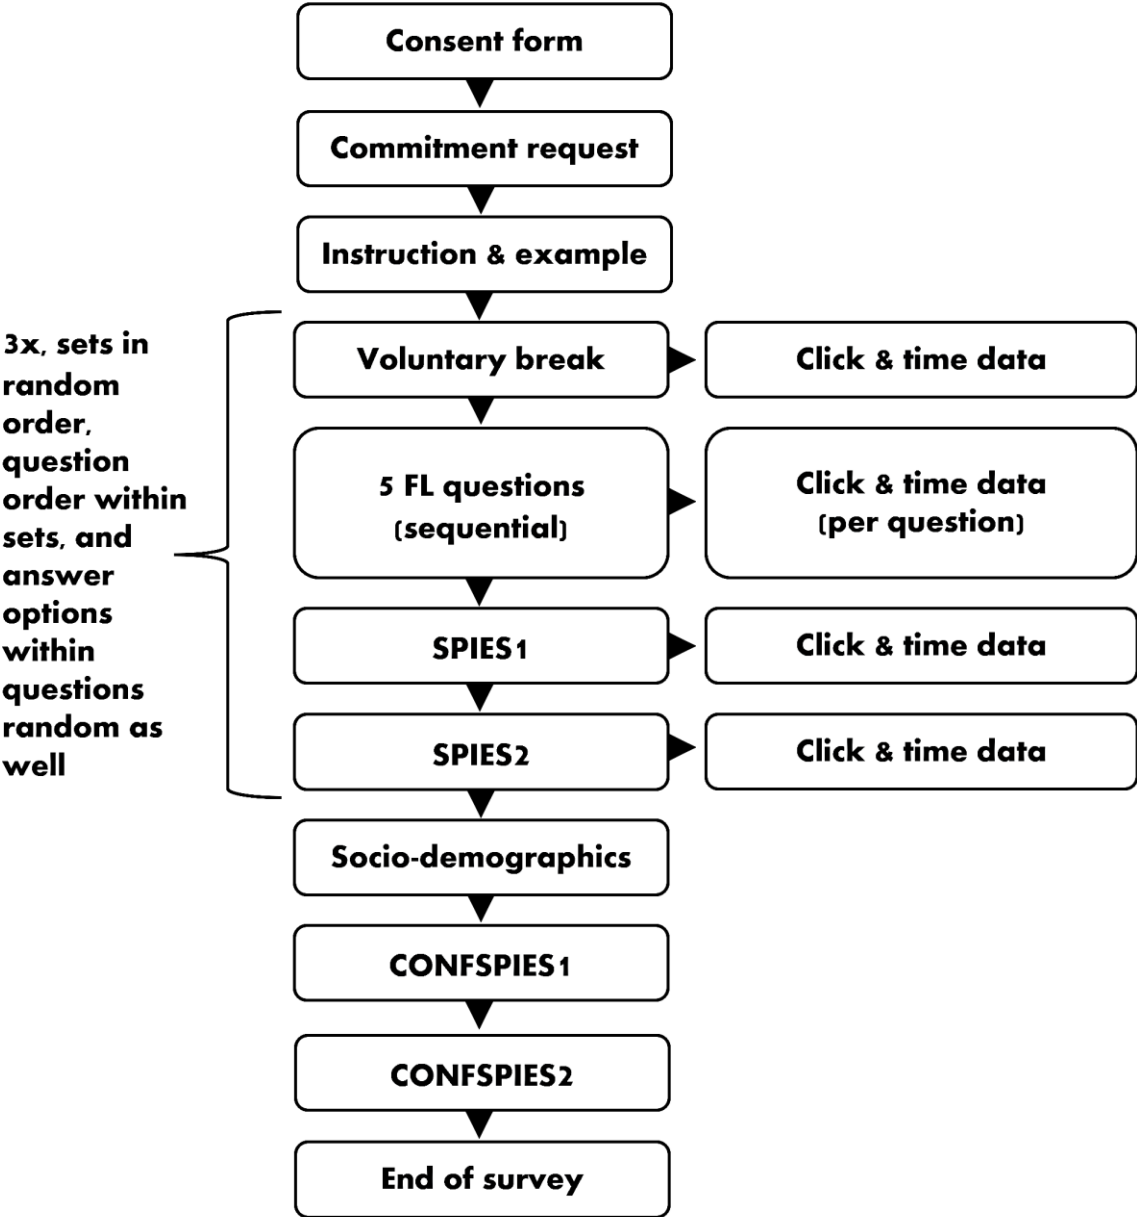 Consent form
Commitment request
Instruction & example
3x, sets in
random
order,
question
order within
sets, and
answer
options
within
questions
random as
well
Voluntary break
Click & time data
5 FL questions
(sequential)
Click & time data
(per question)
SPIES1
Click & time data
SPIES2
Click & time data
Socio-demographics
CONFSPIES1
CONFSPIES2
End of survey